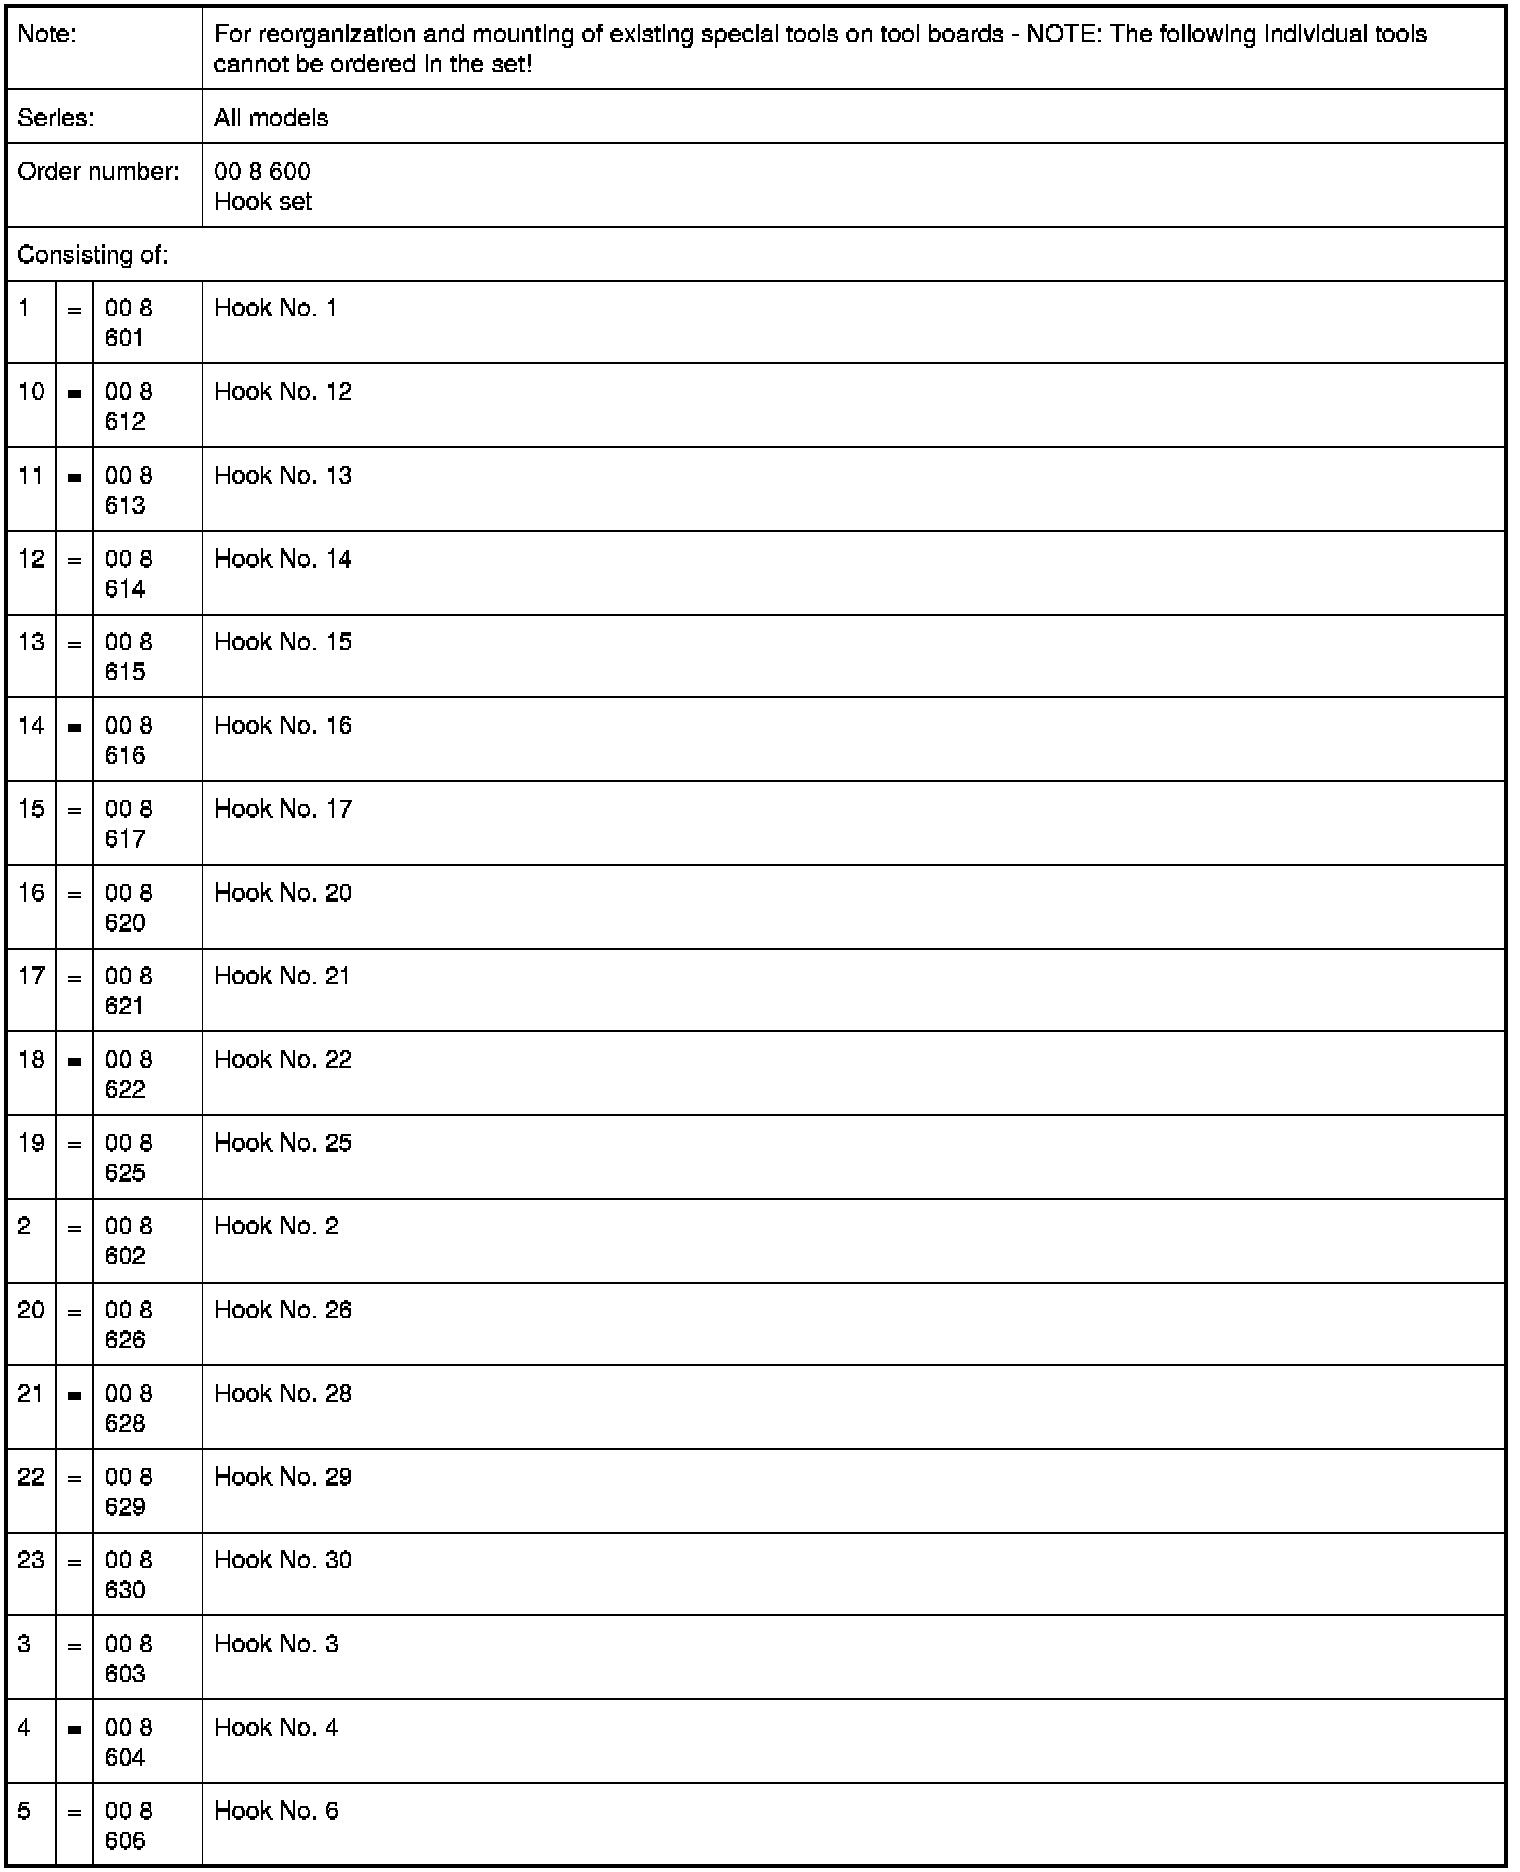 Note: For reorganization and mounting of existing special tools on tool boards - NOTE: The following individual tools
cannot be ordered in the set!
Series: All models
Order number: 00 8 600
Hook set
Consisting of:
1 = 00 8 Hook No. 1
601
10 = 00 8 Hook No. 12
612
11 = 00 8 Hook No. 13
613
12 = 00 8 Hook No. 14
614
13 = 00 8 Hook No. 15
615
14 = 00 8 Hook No. 16
616
15 = 00 8 Hook No. 17
617
16 = 00 8 Hook No. 20
620
17 = 00 8 Hook No. 21
621
18 = 00 8 Hook No. 22
622
19 = 00 8 Hook No. 25
625
2 = 00 8 Hook No. 2
602
20 = 00 8 Hook No. 26
626
21 = 00 8 Hook No. 28
628
22 = 00 8 Hook No. 29
629
23 = 00 8 Hook No. 30
630
3 = 00 8 Hook No. 3
603
4 = 00 8 Hook No. 4
604
5 = 00 8 Hook No. 6
606